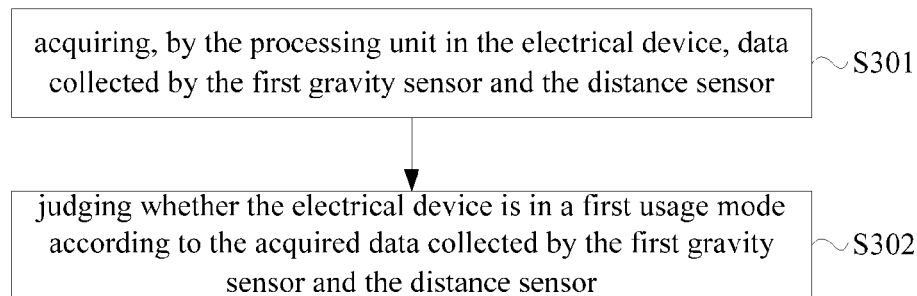 acquiring, by the processing unit in the electrical device, data
collected by the first gravity sensor and the distance sensor
S301
judging whether the electrical device is in a first usage mode
according to the acquired data collected by the first gravity
sensor and the distance sensor
S302